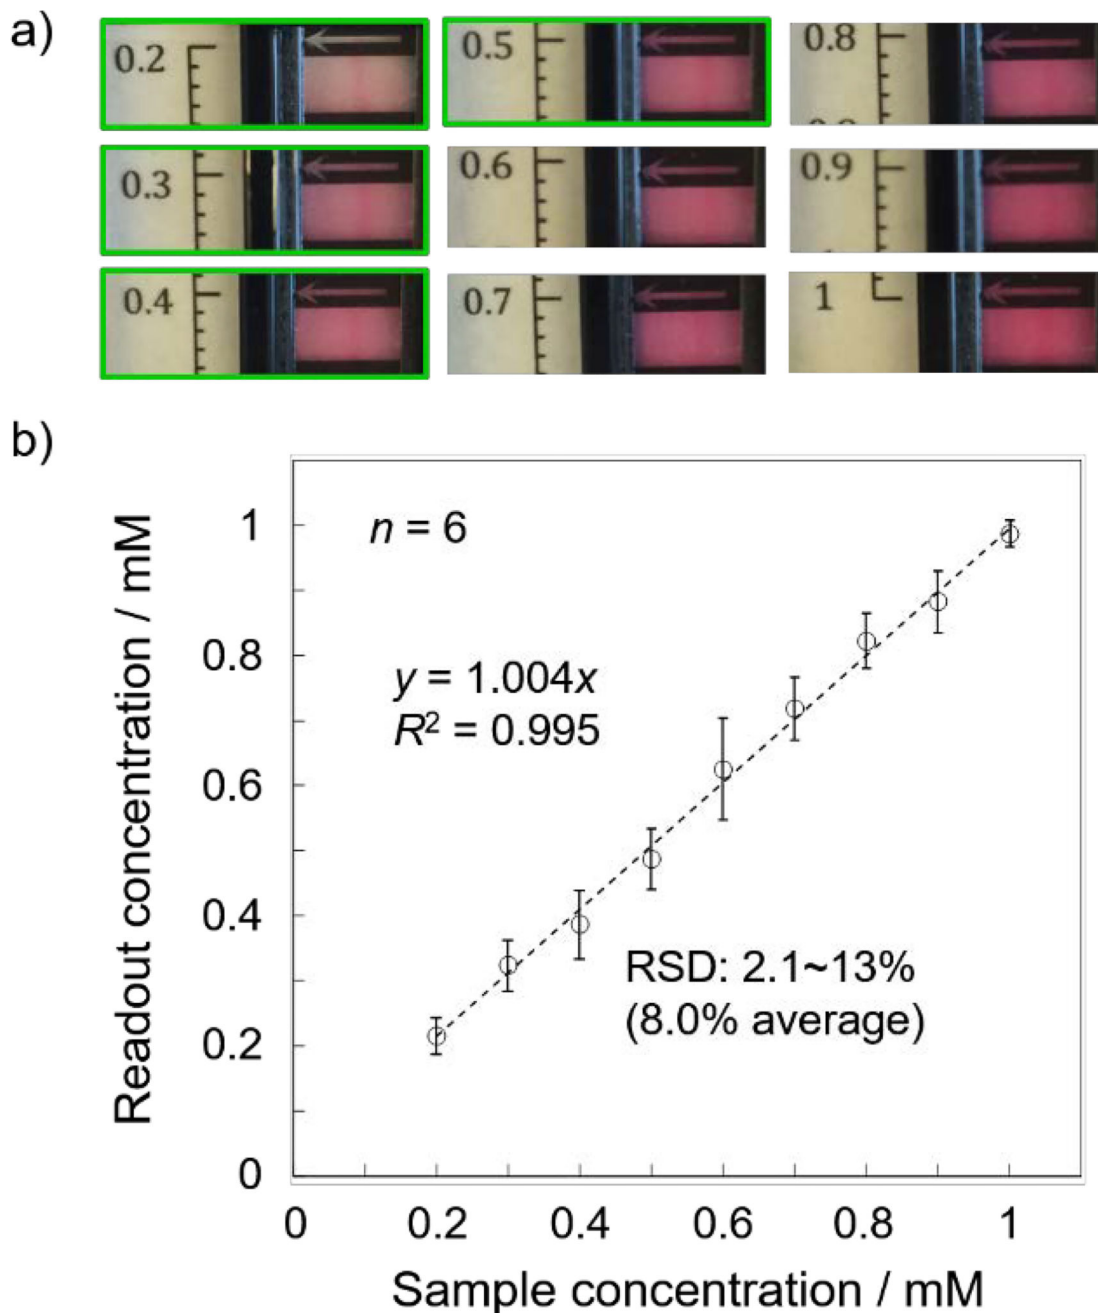 a)
0.2
0.5
0.8
0.3
0.6
0.9
0.4
0.7
1
b)
n = 6
y = 1.004x
R² = 0.995
RSD: 2.1~13%
(8.0% average)
Readout concentration / mM
1
0.8
0.6
0.4
0.2
0
0 0.2 0.4 0.6 0.8 1
Sample concentration / mM